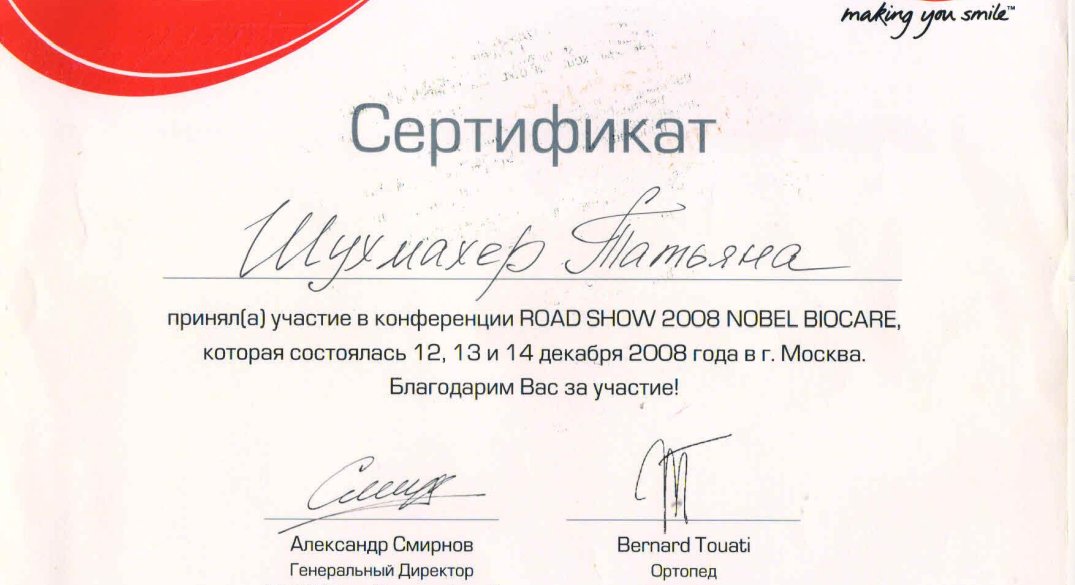 making you smile™
Сертификат
Шухмахер Татьяна
принял(а) участие в конференции ROAD SHOW 2008 NOBEL BIOCARE,
которая состоялась 12, 13 и 14 декабря 2008 года в г. Москва.
Благодарим Вас за участие!
Александр Смирнов
Генеральный Директор
Bernard Touati
Ортопед